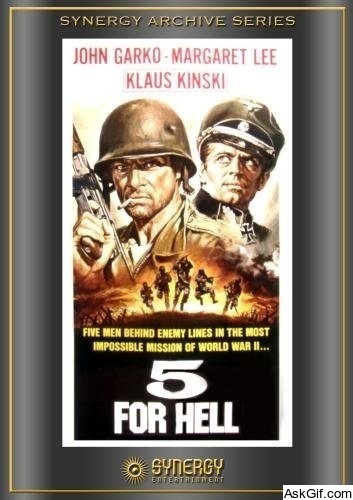 SYNERGY ARCHIVE SERIES
JOHN GARKO - MARGARET LEE
KLAUS KINSKI
FIVE MEN BEHIND ENEMY LINES IN THE MOST
IMPOSSIBLE MISSION OF WORLD WAR II...
5
FOR HELL
SYNERGY
ENTERTAINMENT
AskGif.com